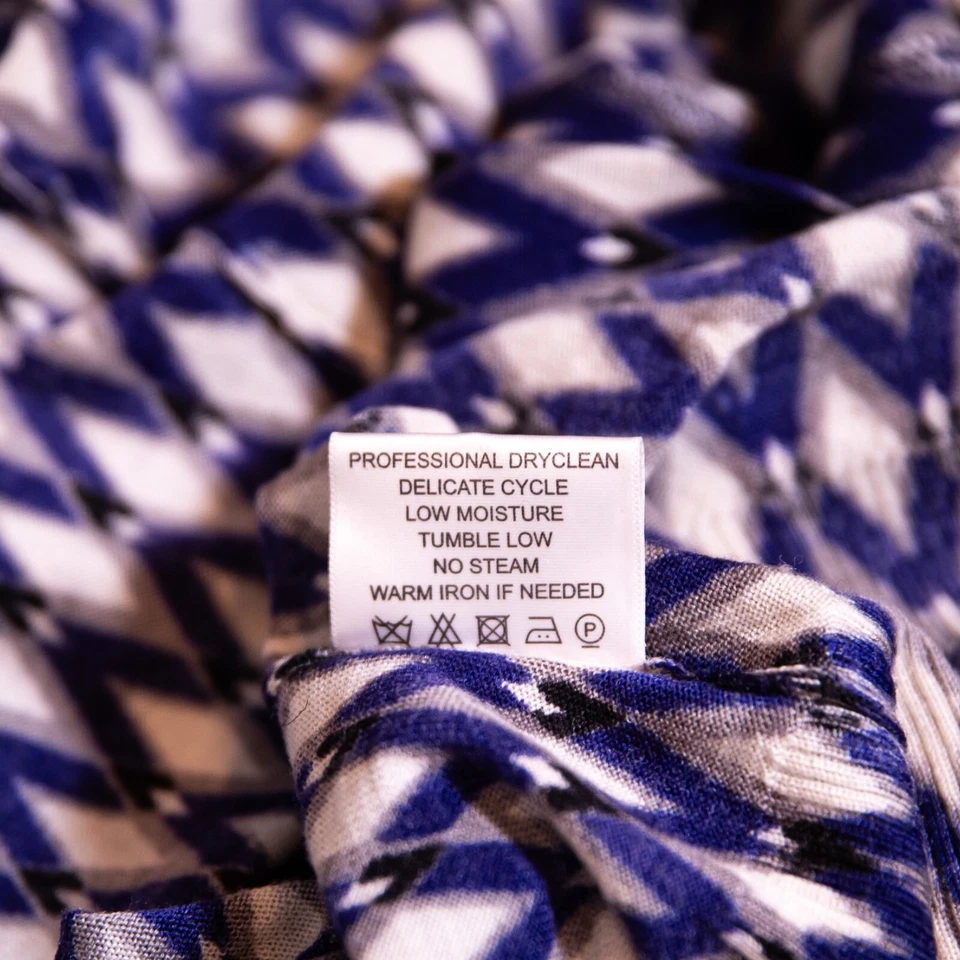 PROFESSIONAL DRYCLEAN
DELICATE CYCLE
LOW MOISTURE
TUMBLE LOW
NO STEAM
WARM IRON IF NEEDED
P